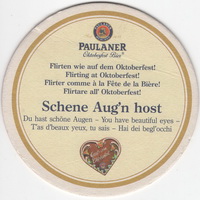 PAULANER
Oktoberfest Bier
Flirten wie auf dem Oktoberfest!
Flirting at Oktoberfest!
Flirter comme à la Fête de la Bière!
Flirtare all' Oktoberfest!
Schene Aug'n host
Du hast schöne Augen – You have beautiful eyes –
T'as d'beaux yeux, tu sais – Hai dei begl'occhi